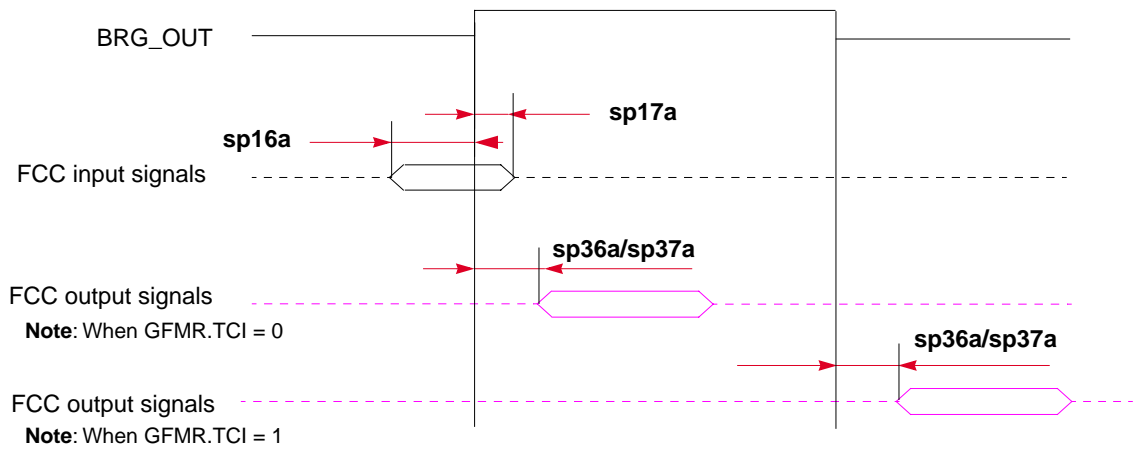 BRG_OUT
sp17a
sp16a
FCC input signals
sp36a/sp37a
FCC output signals
Note: When GFMR.TCI = 0
sp36a/sp37a
FCC output signals
Note: When GFMR.TCI = 1